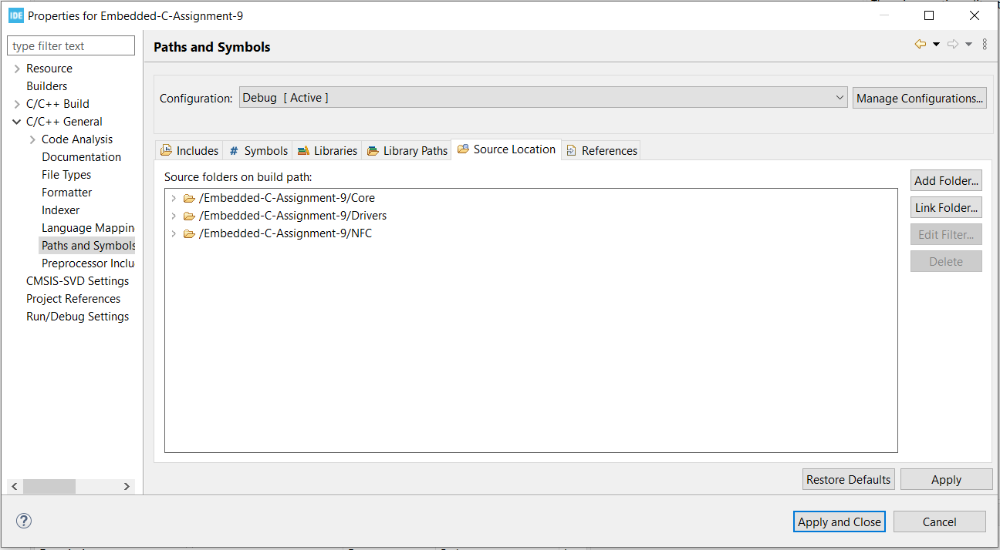 IDE Properties for Embedded-C-Assignment-9
type filter text
Resource
Builders
C/C++ Build
C/C++ General
Code Analysis
Documentation
File Types
Formatter
Indexer
Language Mappin
Paths and Symbols
Preprocessor Inclu
CMSIS-SVD Settings
Project References
Run/Debug Settings
Paths and Symbols
Configuration: Debug [ Active ] Manage Configurations...
Includes # Symbols Libraries Library Paths Source Location References
Source folders on build path:
/Embedded-C-Assignment-9/Core
/Embedded-C-Assignment-9/Drivers
/Embedded-C-Assignment-9/NFC
Add Folder...
Link Folder...
Edit Filter...
Delete
Restore Defaults Apply
? Apply and Close Cancel